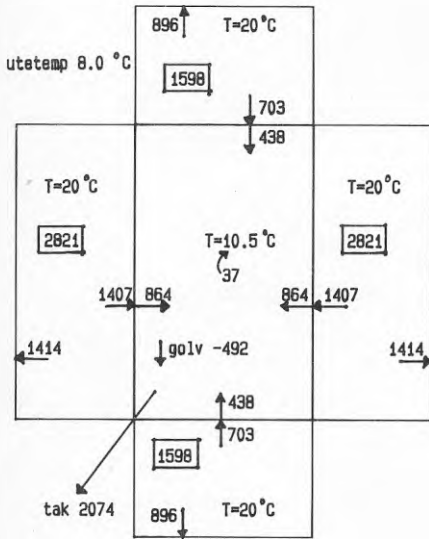 896
T=20°C
utetemp 8.0 °C
1598
703
438
T=20°C
T=20°C
2821
T=10.5°C
2821
37
1407
864
864
1407
1414
golv -492
1414
438
703
1598
tak 2074
896
T=20°C